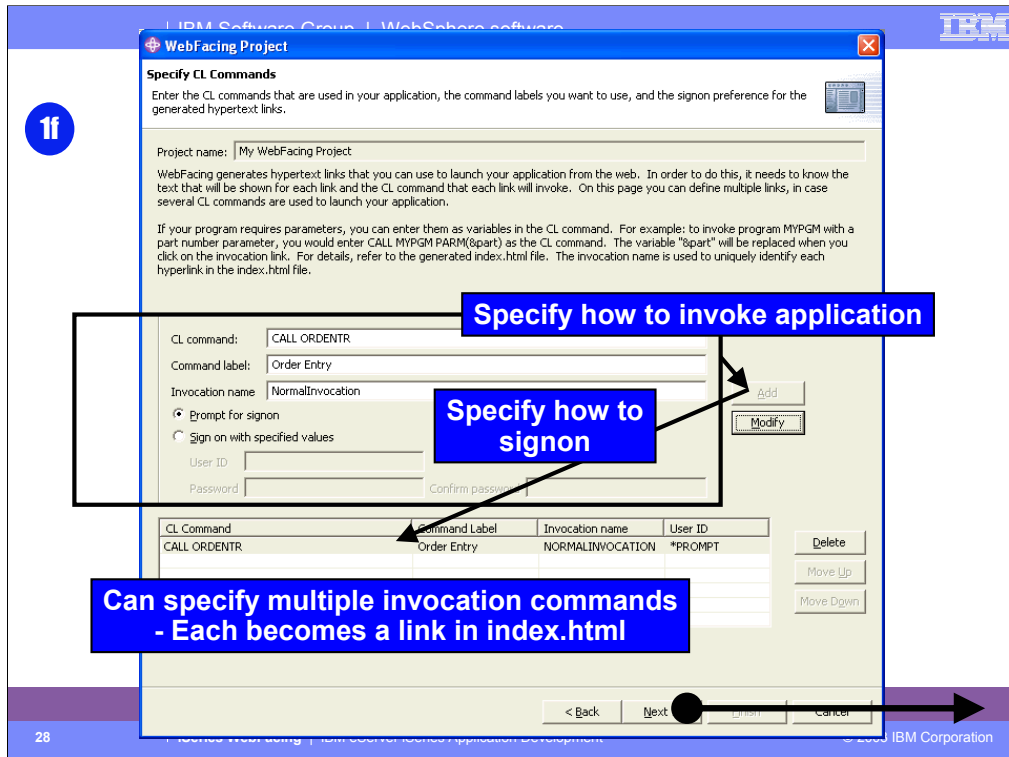 IBM Software Group | WebSphere software
IBM
WebFacing Project
Specify CL Commands
Enter the CL commands that are used in your application, the command labels you want to use, and the signon preference for the
generated hypertext links.
1f
Project name: My WebFacing Project
WebFacing generates hypertext links that you can use to launch your application from the web. In order to do this, it needs to know the
text that will be shown for each link and the CL command that each link will invoke. On this page you can define multiple links, in case
several CL commands are used to launch your application.
If your program requires parameters, you can enter them as variables in the CL command. For example: to invoke program MYPGM with a
part number parameter, you would enter CALL MYPGM PARM(&part) as the CL command. The variable "&part" will be replaced when you
click on the invocation link. For details, refer to the generated index.html file. The invocation name is used to uniquely identify each
hyperlink in the index.html file.
Specify how to invoke application
CL command: CALL ORDENTR
Command label: Order Entry
Invocation name NormalInvocation
Add
Prompt for signon
Specify how to
signon
Modify
Sign on with specified values
User ID
Password Confirm password
CL Command Command Label Invocation name User ID
CALL ORDENTR Order Entry NORMALINVOCATION *PROMPT
Delete
Move Up
Move Down
Can specify multiple invocation commands
- Each becomes a link in index.html
< Back Next Finish Cancel
28 iSeries WebFacing | IBM eServer iSeries Application Development IBM Corporation